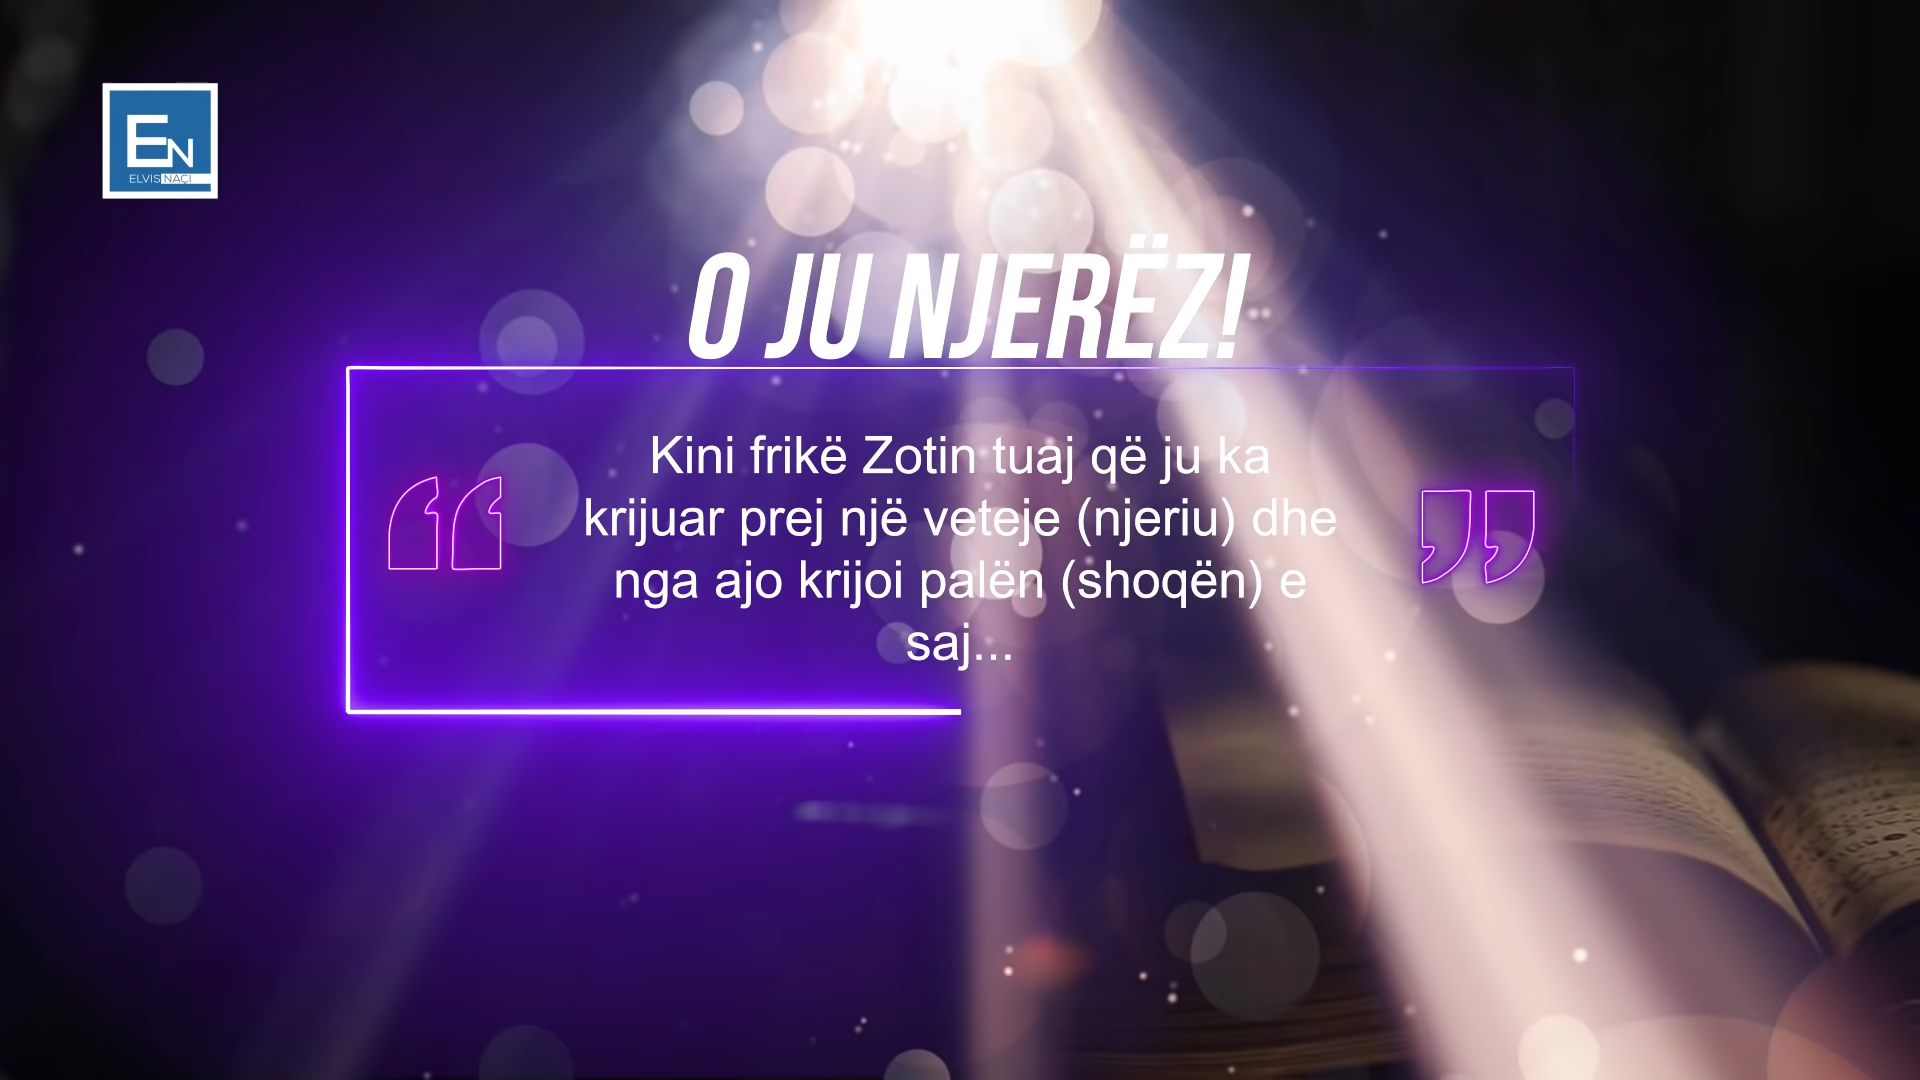 EN
ELVIS NAÇI
O JU NJERËZ!
Kini frikë Zotin tuaj që ju ka
krijuar prej një veteje (njeriu) dhe
nga ajo krijoi palën (shoqën) e
saj...